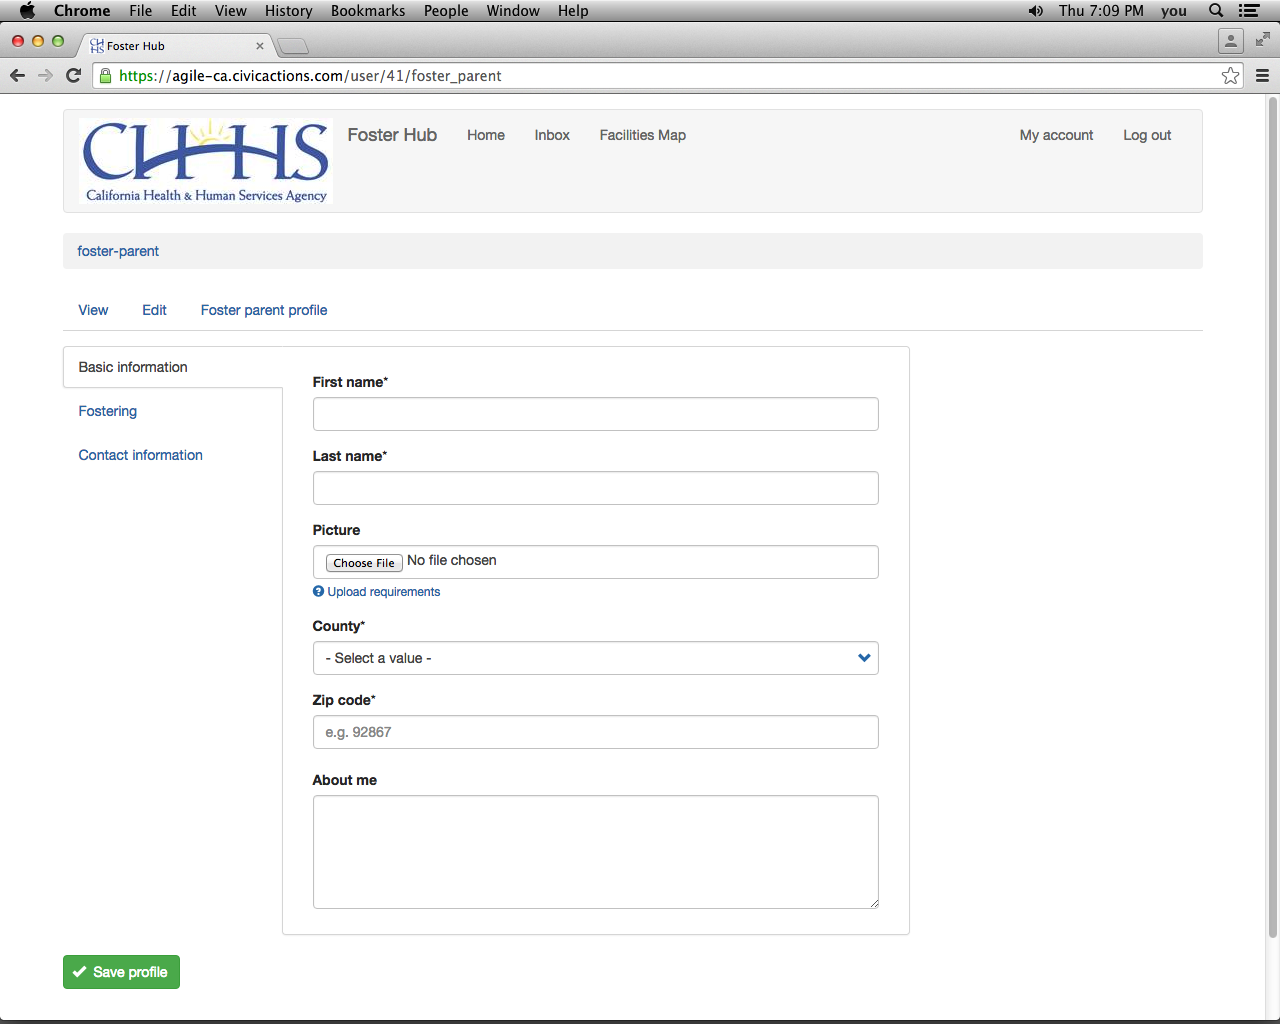 Chrome File Edit View History Bookmarks People Window Help Thu 7:09 PM you
Foster Hub
https://agile-ca.civicactions.com/user/41/foster_parent
CHHS
California Health & Human Services Agency
Foster Hub Home Inbox Facilities Map My account Log out
foster-parent
View Edit Foster parent profile
Basic information
Fostering
Contact information
First name*
Last name*
Picture
Choose File No file chosen
Upload requirements
County*
- Select a value -
Zip code*
e.g. 92867
About me
Save profile